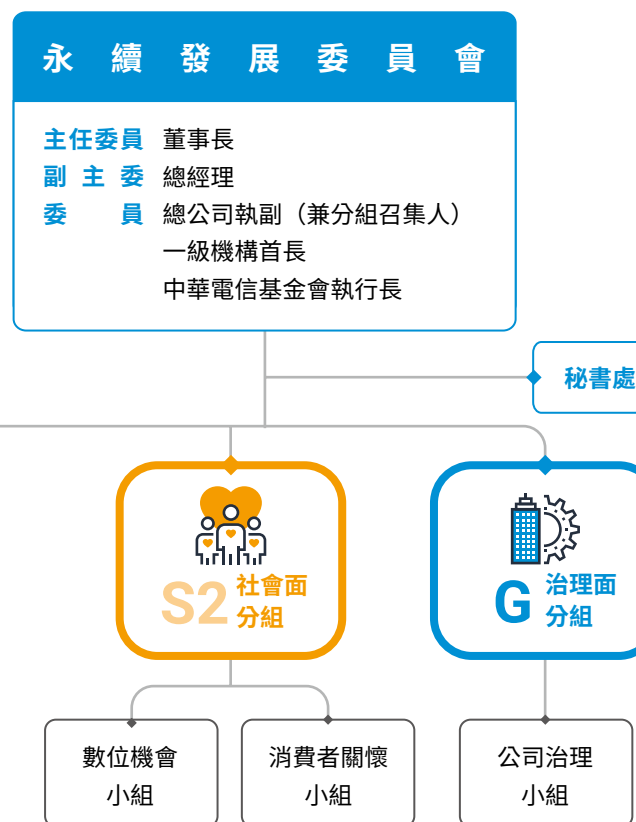 永續發展委員會
主任委員 董事長
副主委 總經理
委員 總公司執副（兼分組召集人）
一級機構首長
中華電信基金會執行長
秘書處
S2 社會面
分組
G 治理面
分組
數位機會
小組
消費者關懷
小組
公司治理
小組